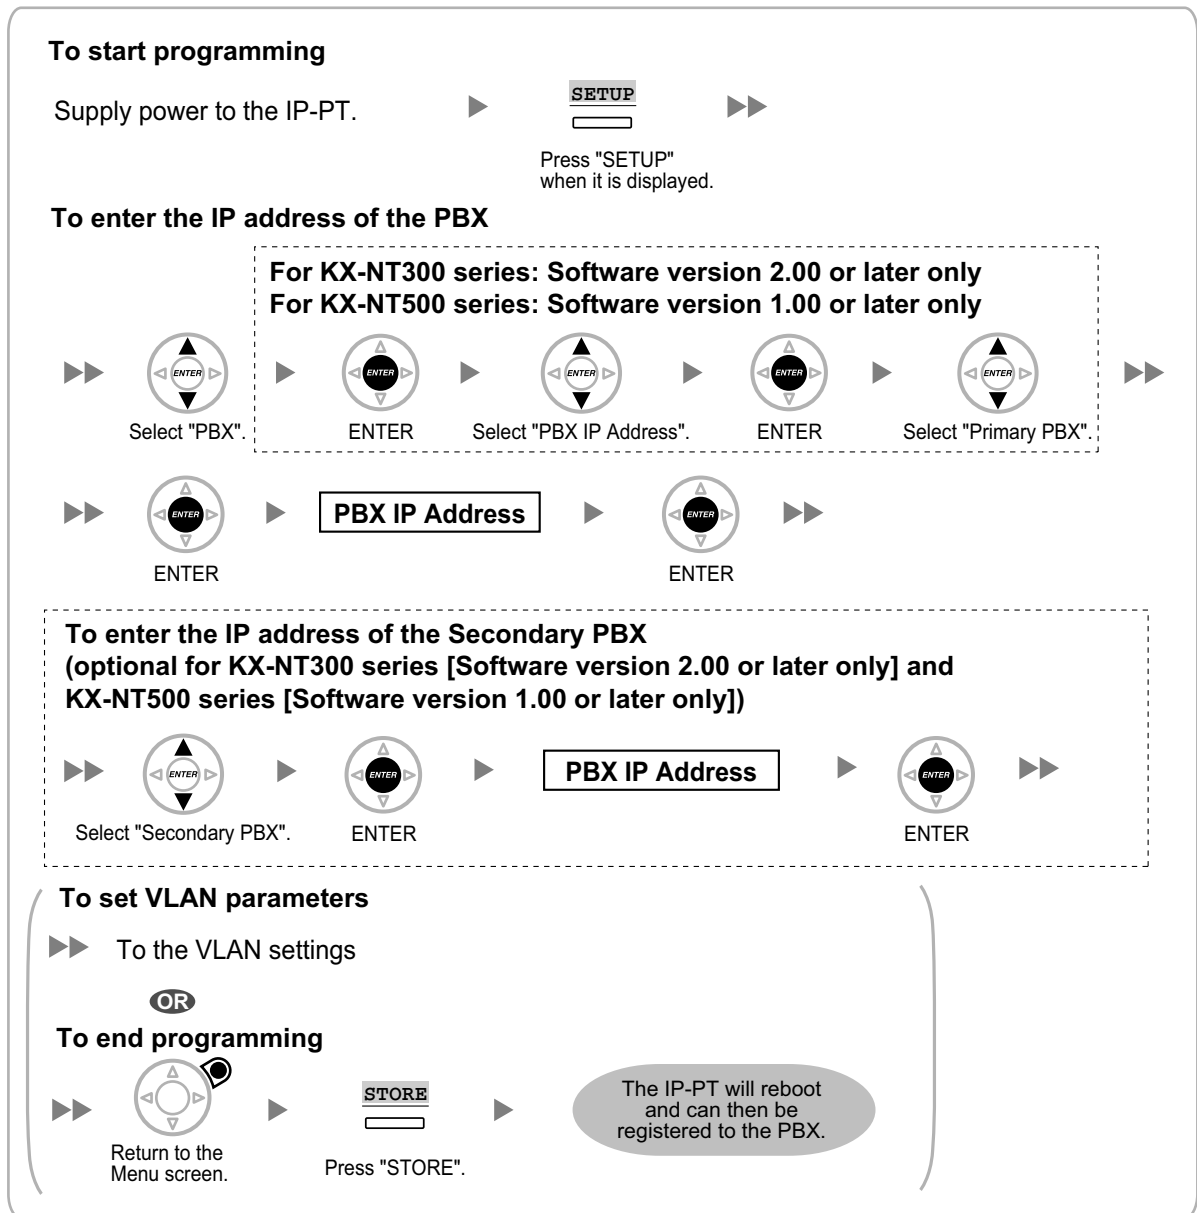 To start programming
Supply power to the IP-PT.
SETUP
Press "SETUP"
when it is displayed.
To enter the IP address of the PBX
For KX-NT300 series: Software version 2.00 or later only
For KX-NT500 series: Software version 1.00 or later only
ENTER ENTER ENTER ENTER ENTER
Select "PBX". ENTER Select "PBX IP Address". ENTER Select "Primary PBX".
ENTER PBX IP Address ENTER
ENTER ENTER
To enter the IP address of the Secondary PBX
(optional for KX-NT300 series [Software version 2.00 or later only] and
KX-NT500 series [Software version 1.00 or later only])
ENTER ENTER PBX IP Address ENTER
Select "Secondary PBX". ENTER ENTER
To set VLAN parameters
To the VLAN settings
OR
To end programming
Return to the
Menu screen.
STORE
Press "STORE".
The IP-PT will reboot
and can then be
registered to the PBX.